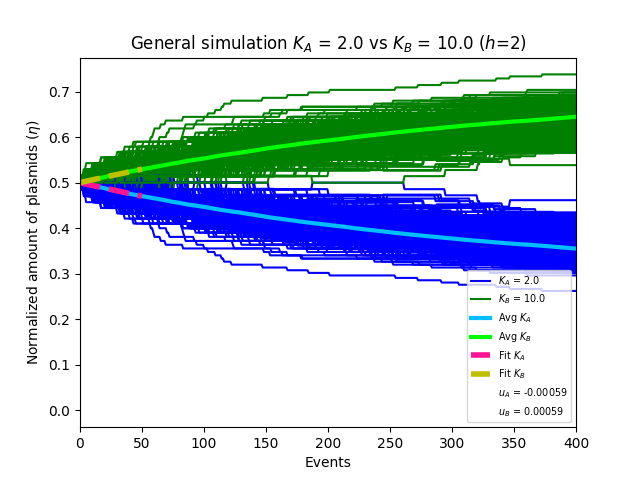 General simulation K_A = 2.0 vs K_B = 10.0 (h=2)
Normalized amount of plasmids (η)
0.7
0.6
0.5
0.4
0.3
0.2
0.1
0.0
K_A = 2.0
K_B = 10.0
Avg K_A
Avg K_B
Fit K_A
Fit K_B
u_A = -0.00059
u_B = 0.00059
0 50 100 150 200 250 300 350 400
Events